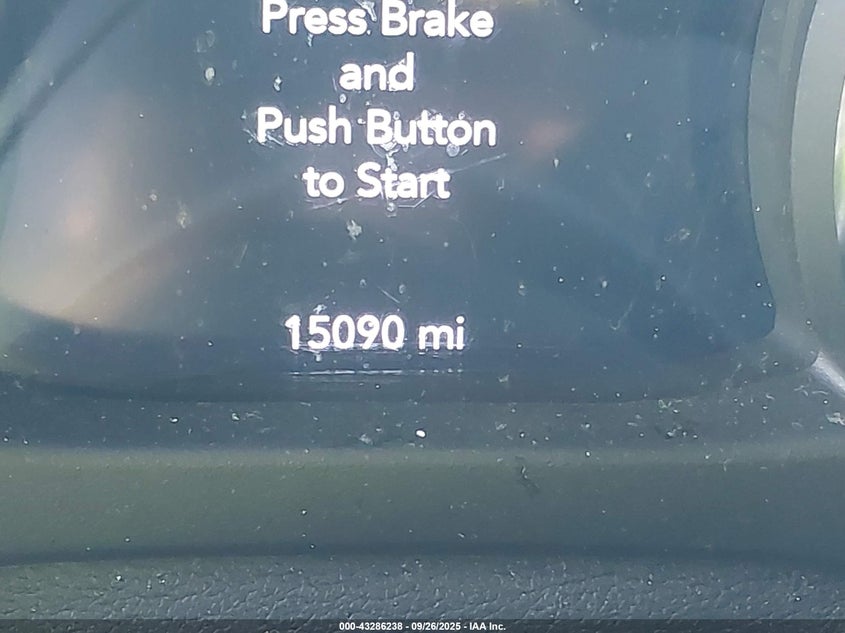 Press Brake
and
Push Button
to Start
15090 mi
000-43286238 - 09/26/2025 - IAA Inc.